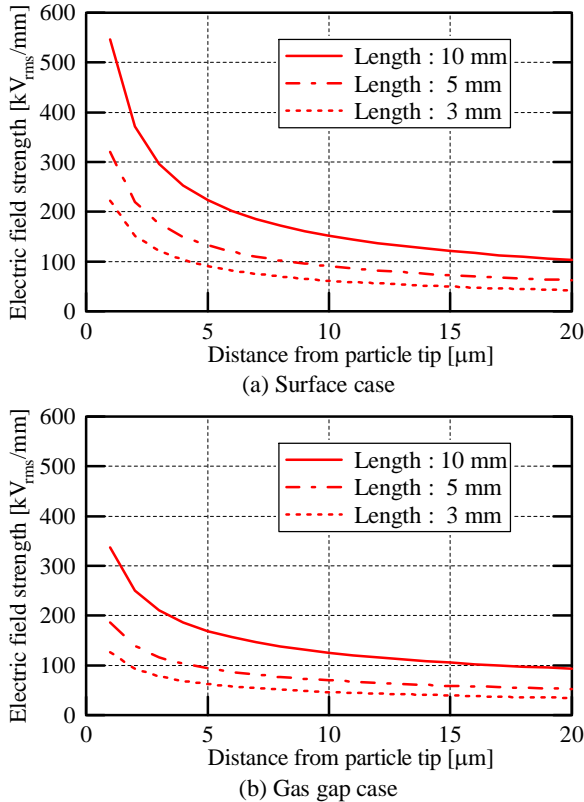 600
500
400
300
200
100
0
Electric field strength [kVrms/mm]
Length : 10 mm
Length : 5 mm
Length : 3 mm
0 5 10 15 20
Distance from particle tip [μm]
(a) Surface case
600
500
400
300
200
100
0
Electric field strength [kVrms/mm]
Length : 10 mm
Length : 5 mm
Length : 3 mm
0 5 10 15 20
Distance from particle tip [μm]
(b) Gas gap case